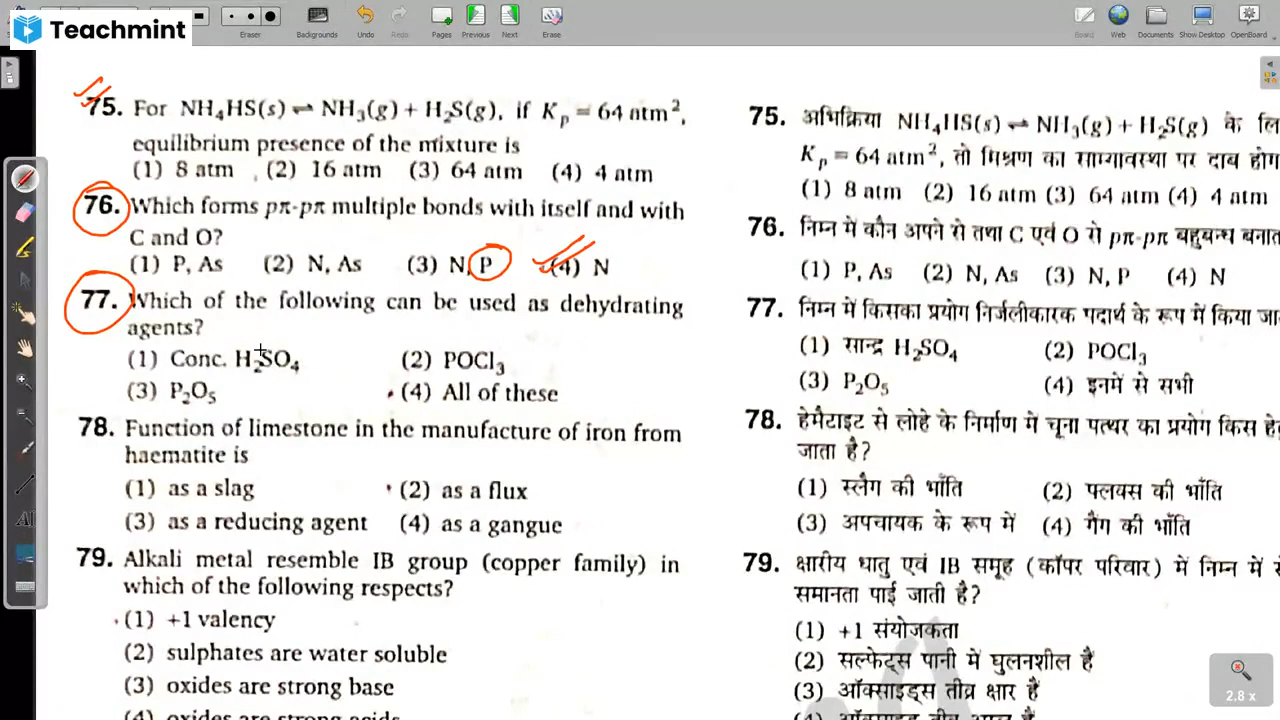 Teachmint
Eraser
Backgrounds
Undo
Redo
Pages
Previous
Next
Erase
Board
Web
Documents
Show Desktop
OpenBoard
75. For NH₄HS(s) ⇌ NH₃(g) + H₂S(g), if Kₚ = 64 atm²,
equilibrium presence of the mixture is
(1) 8 atm (2) 16 atm (3) 64 atm (4) 4 atm
76. Which forms pπ-pπ multiple bonds with itself and with
C and O?
(1) P, As (2) N, As (3) N, P (4) N
77. Which of the following can be used as dehydrating
agents?
(1) Conc. H₂SO₄ (2) POCl₃
(3) P₂O₅ (4) All of these
78. Function of limestone in the manufacture of iron from
haematite is
(1) as a slag (2) as a flux
(3) as a reducing agent (4) as a gangue
79. Alkali metal resemble IB group (copper family) in
which of the following respects?
(1) +1 valency
(2) sulphates are water soluble
(3) oxides are strong base
(4) oxides are strong acids
75. अभिक्रिया NH₄HS(s) ⇌ NH₃(g) + H₂S(g) के लि
Kₚ = 64 atm², तो मिश्रण का साम्यावस्था पर दाब होग
(1) 8 atm (2) 16 atm (3) 64 atm (4) 4 atm
76. निम्न में कौन अपने से तथा C एवं O से pπ-pπ बहुबन्ध बनात
(1) P, As (2) N, As (3) N, P (4) N
77. निम्न में किसका प्रयोग निर्जलीकारक पदार्थ के रूप में किया जा
(1) सान्द्र H₂SO₄ (2) POCl₃
(3) P₂O₅ (4) इनमें से सभी
78. हेमैटाइट से लोहे के निर्माण में चूना पत्थर का प्रयोग किस हे
जाता है?
(1) स्लैग की भाँति (2) फ्लक्स की भाँति
(3) अपचायक के रूप में (4) गैंग की भाँति
79. क्षारीय धातु एवं IB समूह (कॉपर परिवार) में निम्न में
समानता पाई जाती है?
(1) +1 संयोजकता
(2) सल्फेट्स पानी में घुलनशील हैं
(3) ऑक्साइड्स तीव्र क्षार हैं
2.8 x